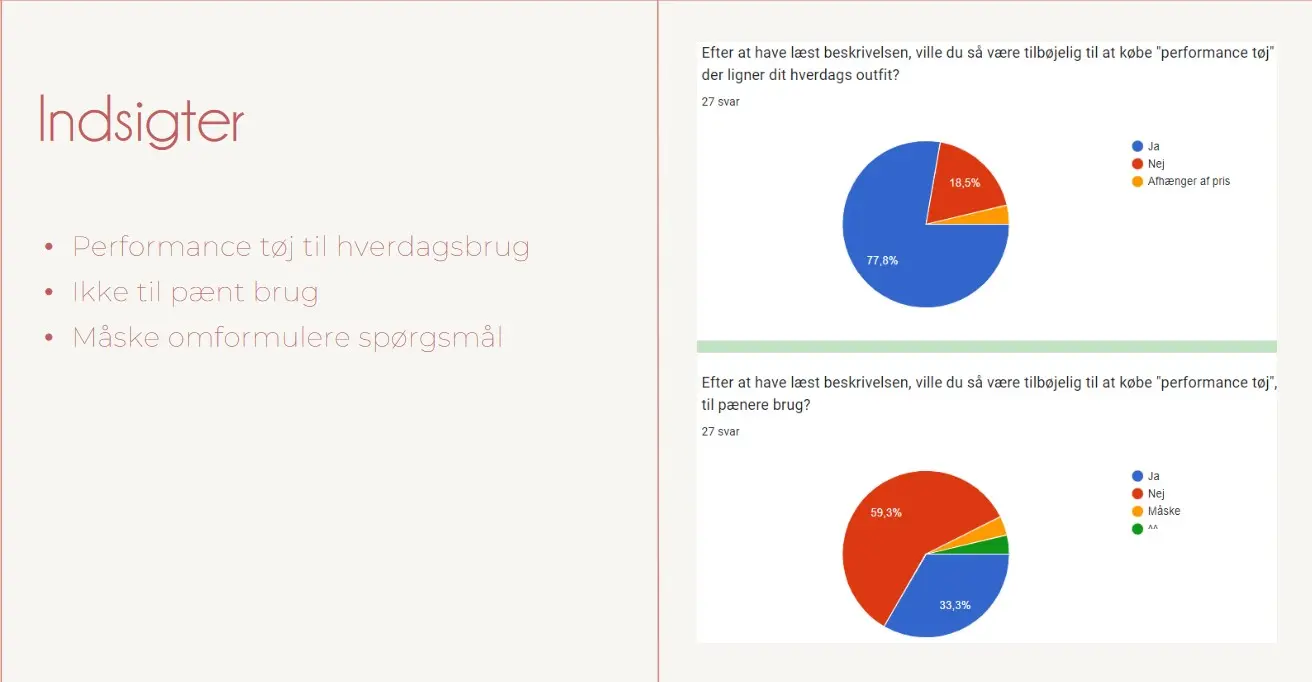 Indsigter
• Performance tøj til hverdagsbrug
• Ikke til pænt brug
• Måske omformulere spørgsmål
Efter at have læst beskrivelsen, ville du så være tilbøjelig til at købe "performance tøj"
der ligner dit hverdags outfit?
27 svar
Ja
Nej
Afhænger af pris
18,5%
77,8%
Efter at have læst beskrivelsen, ville du så være tilbøjelig til at købe "performance tøj",
til pænere brug?
27 svar
Ja
Nej
Måske
^^
59,3%
33,3%